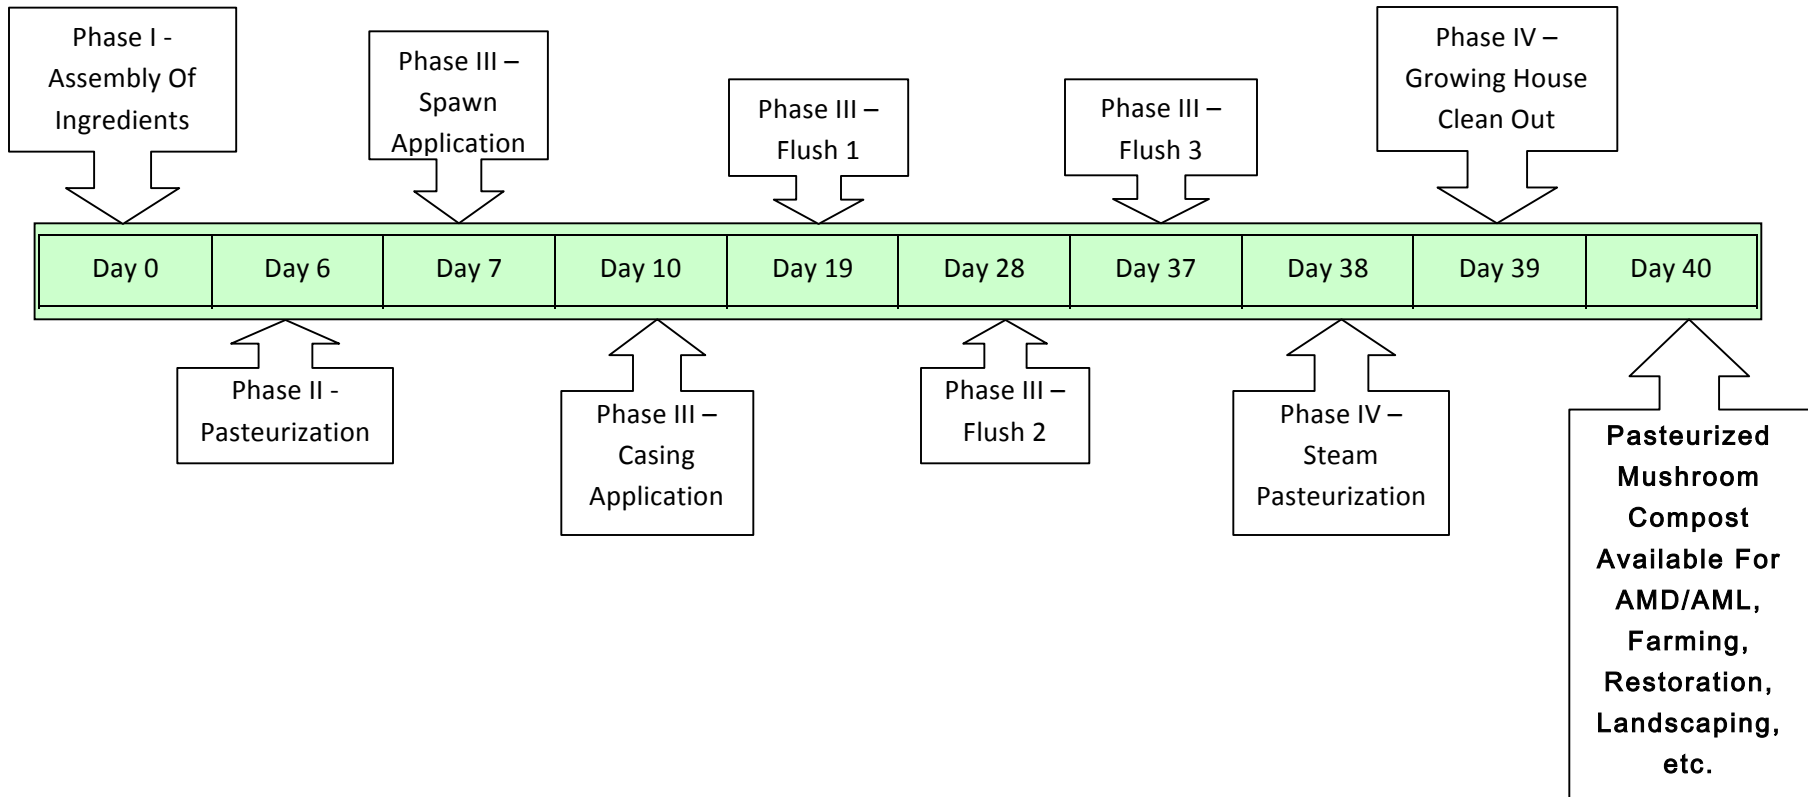 Phase I -
Assembly Of
Ingredients
Phase III –
Spawn
Application
Phase III –
Flush 1
Phase III –
Flush 3
Phase IV –
Growing House
Clean Out
Day 0
Day 6
Day 7
Day 10
Day 19
Day 28
Day 37
Day 38
Day 39
Day 40
Phase II -
Pasteurization
Phase III –
Casing
Application
Phase III –
Flush 2
Phase IV –
Steam
Pasteurization
Pasteurized
Mushroom
Compost
Available For
AMD/AML,
Farming,
Restoration,
Landscaping,
etc.